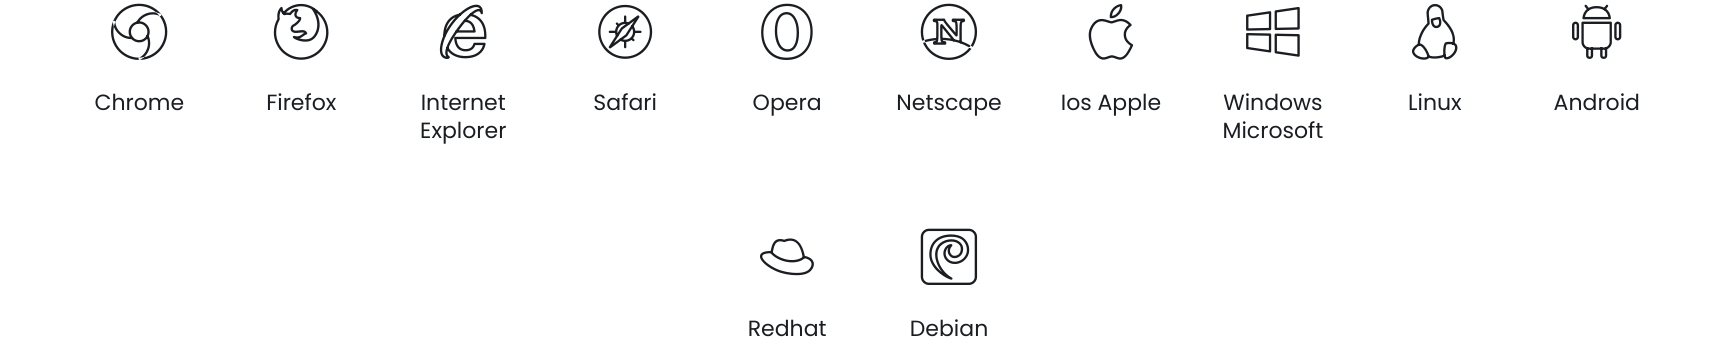 Chrome
Firefox
Internet
Explorer
Safari
Opera
Netscape
Ios Apple
Windows
Microsoft
Linux
Android
Redhat
Debian